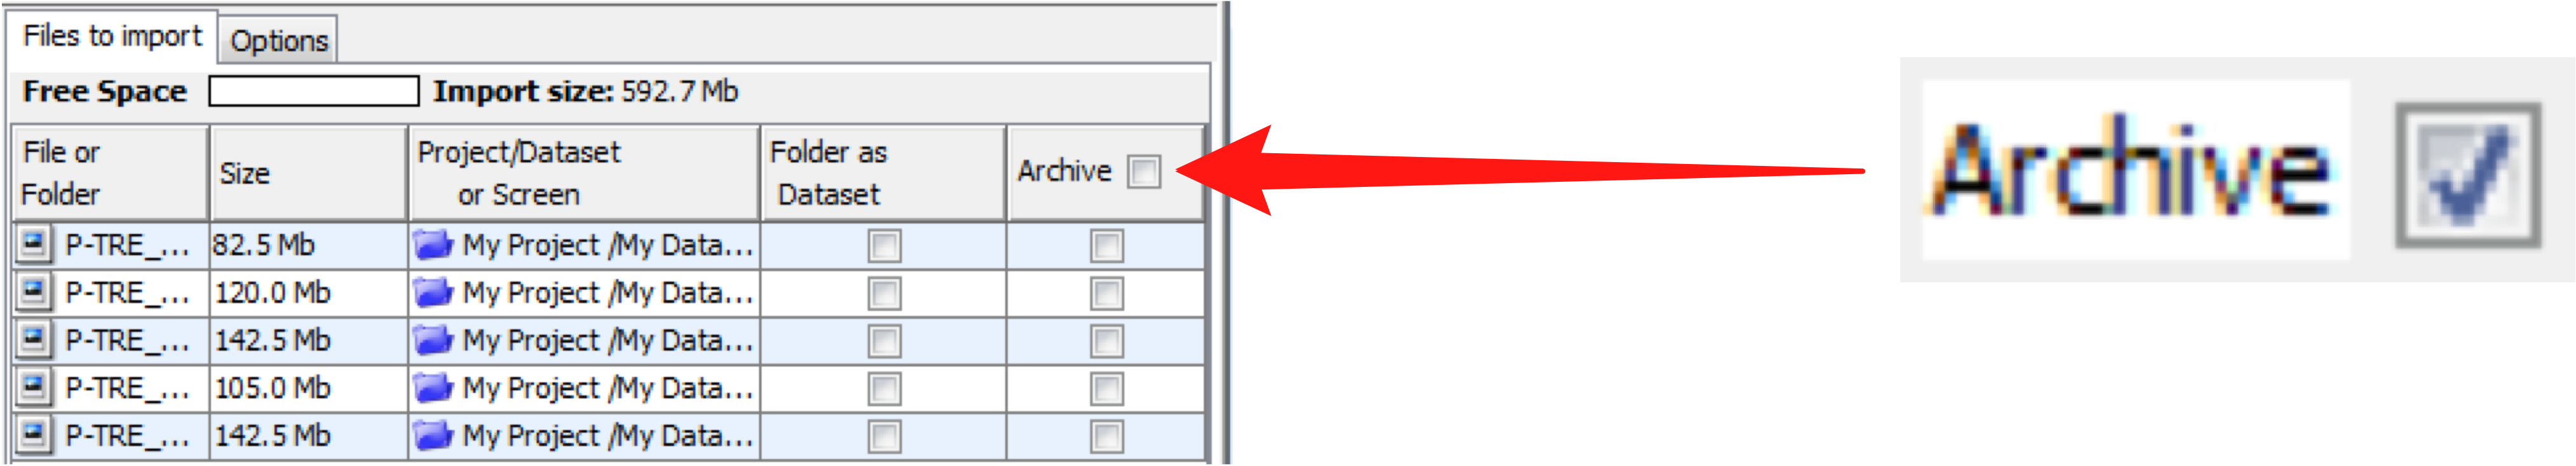 Files to import Options
Free Space Import size: 592.7 Mb
File or Folder Size Project/Dataset or Screen Folder as Dataset Archive
P-TRE_... 82.5 Mb My Project /My Data...
P-TRE_... 120.0 Mb My Project /My Data...
P-TRE_... 142.5 Mb My Project /My Data...
P-TRE_... 105.0 Mb My Project /My Data...
P-TRE_... 142.5 Mb My Project /My Data...
Archive